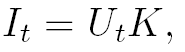 I_t = U_t K,